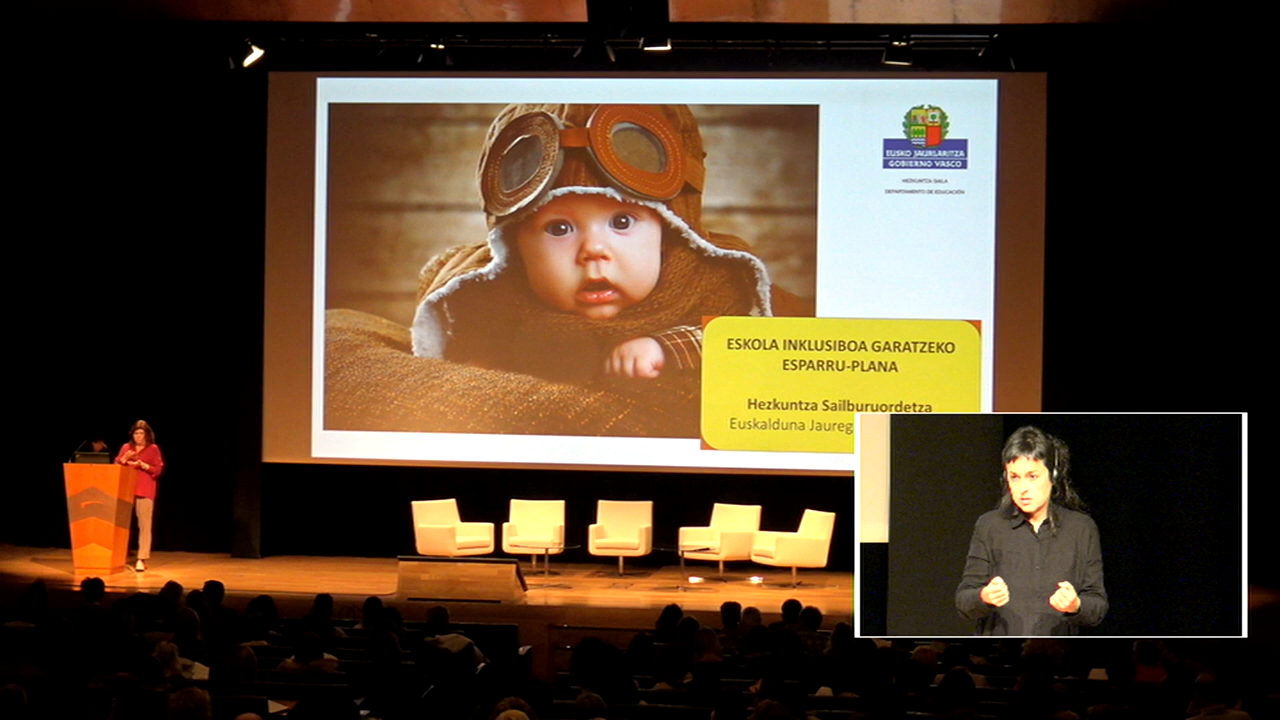 EUSKO JAURLARITZA
GOBIERNO VASCO
HEZKUNTZA SAILA
DEPARTAMENTO DE EDUCACIÓN
ESKOLA INKLUSIBOA GARATZEKO
ESPARRU-PLANA
Hezkuntza Sailburuordetza
Euskalduna Jaureg